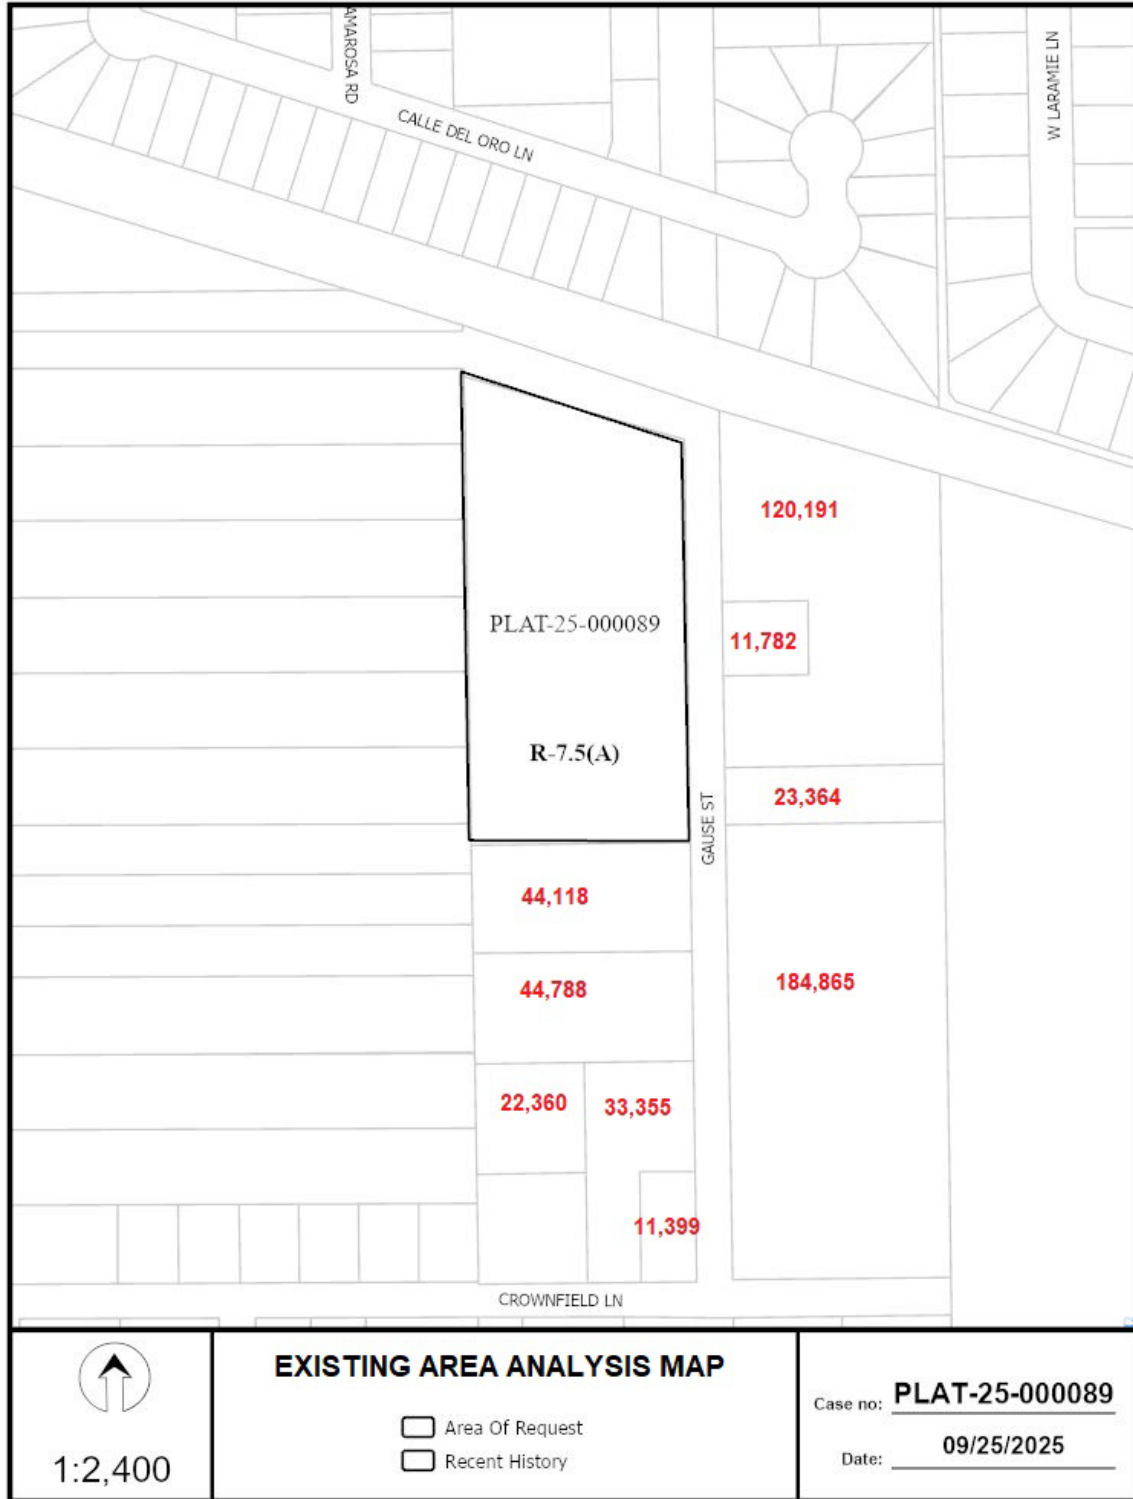 AMAROSA RD
CALLE DEL ORO LN
W LARAMIE LN
120,191
PLAT-25-000089
11,782
R-7.5(A)
23,364
GAUSE ST
44,118
184,865
44,788
22,360
33,355
11,399
CROWNFIELD LN
EXISTING AREA ANALYSIS MAP
Area Of Request
Recent History
1:2,400
Case no: PLAT-25-000089
Date: 09/25/2025